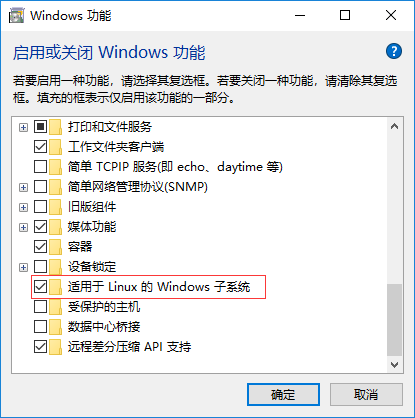 Windows 功能
启用或关闭 Windows 功能
若要启用一种功能，请选择其复选框。若要关闭一种功能，请清除其复选
框。填充的框表示仅启用该功能的一部分。
打印和文件服务
工作文件夹客户端
简单 TCPIP 服务(即 echo、daytime 等)
简单网络管理协议(SNMP)
旧版组件
媒体功能
容器
设备锁定
适用于 Linux 的 Windows 子系统
受保护的主机
数据中心桥接
远程差分压缩 API 支持
确定
取消